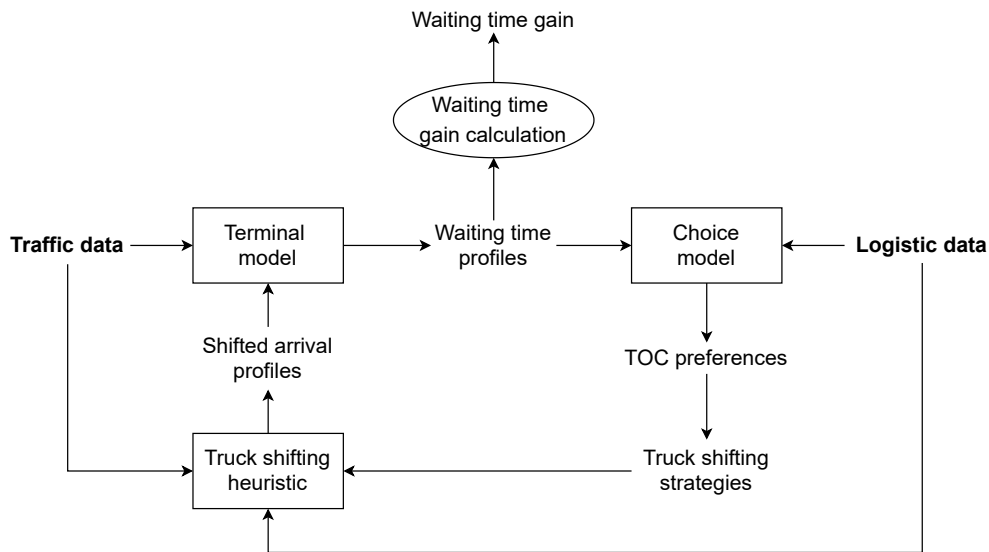 Waiting time gain
Waiting time
gain calculation
Traffic data
Terminal
model
Waiting time
profiles
Choice
model
Logistic data
Shifted arrival
profiles
TOC preferences
Truck shifting
heuristic
Truck shifting
strategies